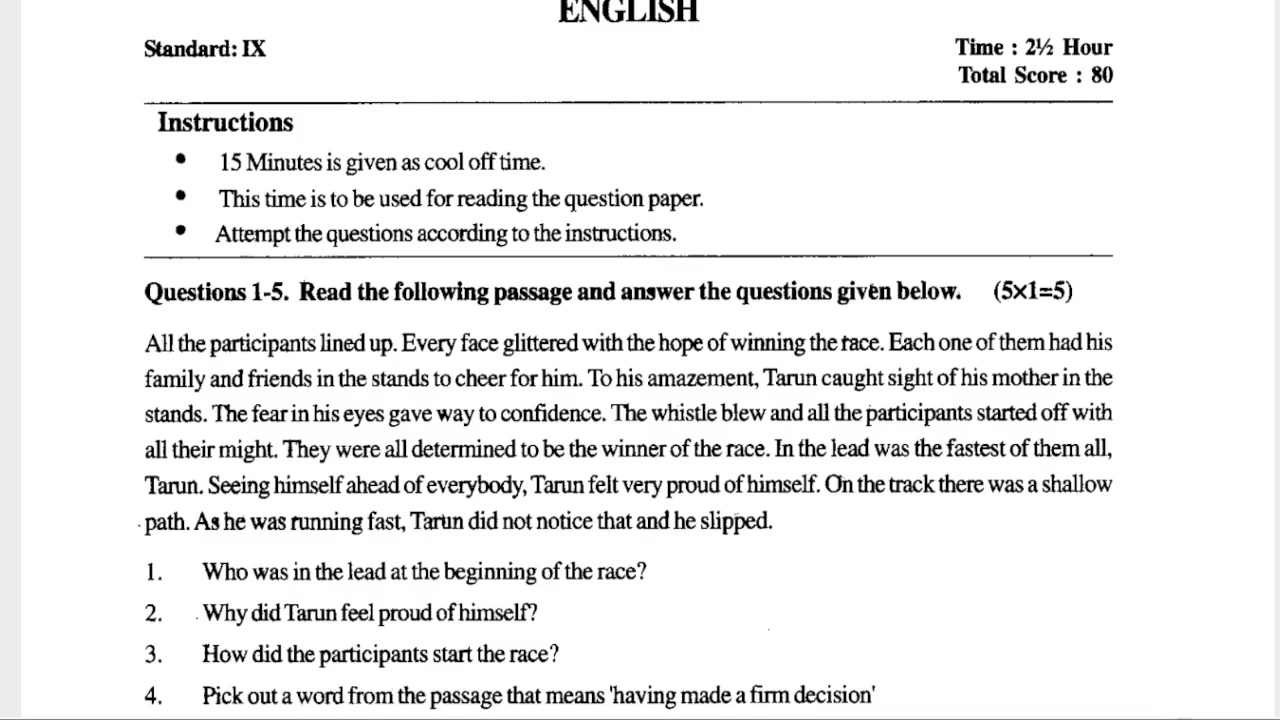 ENGLISH
Standard: IX
Time : 2½ Hour
Total Score : 80
Instructions
• 15 Minutes is given as cool off time.
• This time is to be used for reading the question paper.
• Attempt the questions according to the instructions.
Questions 1-5. Read the following passage and answer the questions given below. (5x1=5)
All the participants lined up. Every face glittered with the hope of winning the race. Each one of them had his
family and friends in the stands to cheer for him. To his amazement, Tarun caught sight of his mother in the
stands. The fear in his eyes gave way to confidence. The whistle blew and all the participants started off with
all their might. They were all determined to be the winner of the race. In the lead was the fastest of them all,
Tarun. Seeing himself ahead of everybody, Tarun felt very proud of himself. On the track there was a shallow
path. As he was running fast, Tarun did not notice that and he slipped.
1. Who was in the lead at the beginning of the race?
2. Why did Tarun feel proud of himself?
3. How did the participants start the race?
4. Pick out a word from the passage that means 'having made a firm decision'